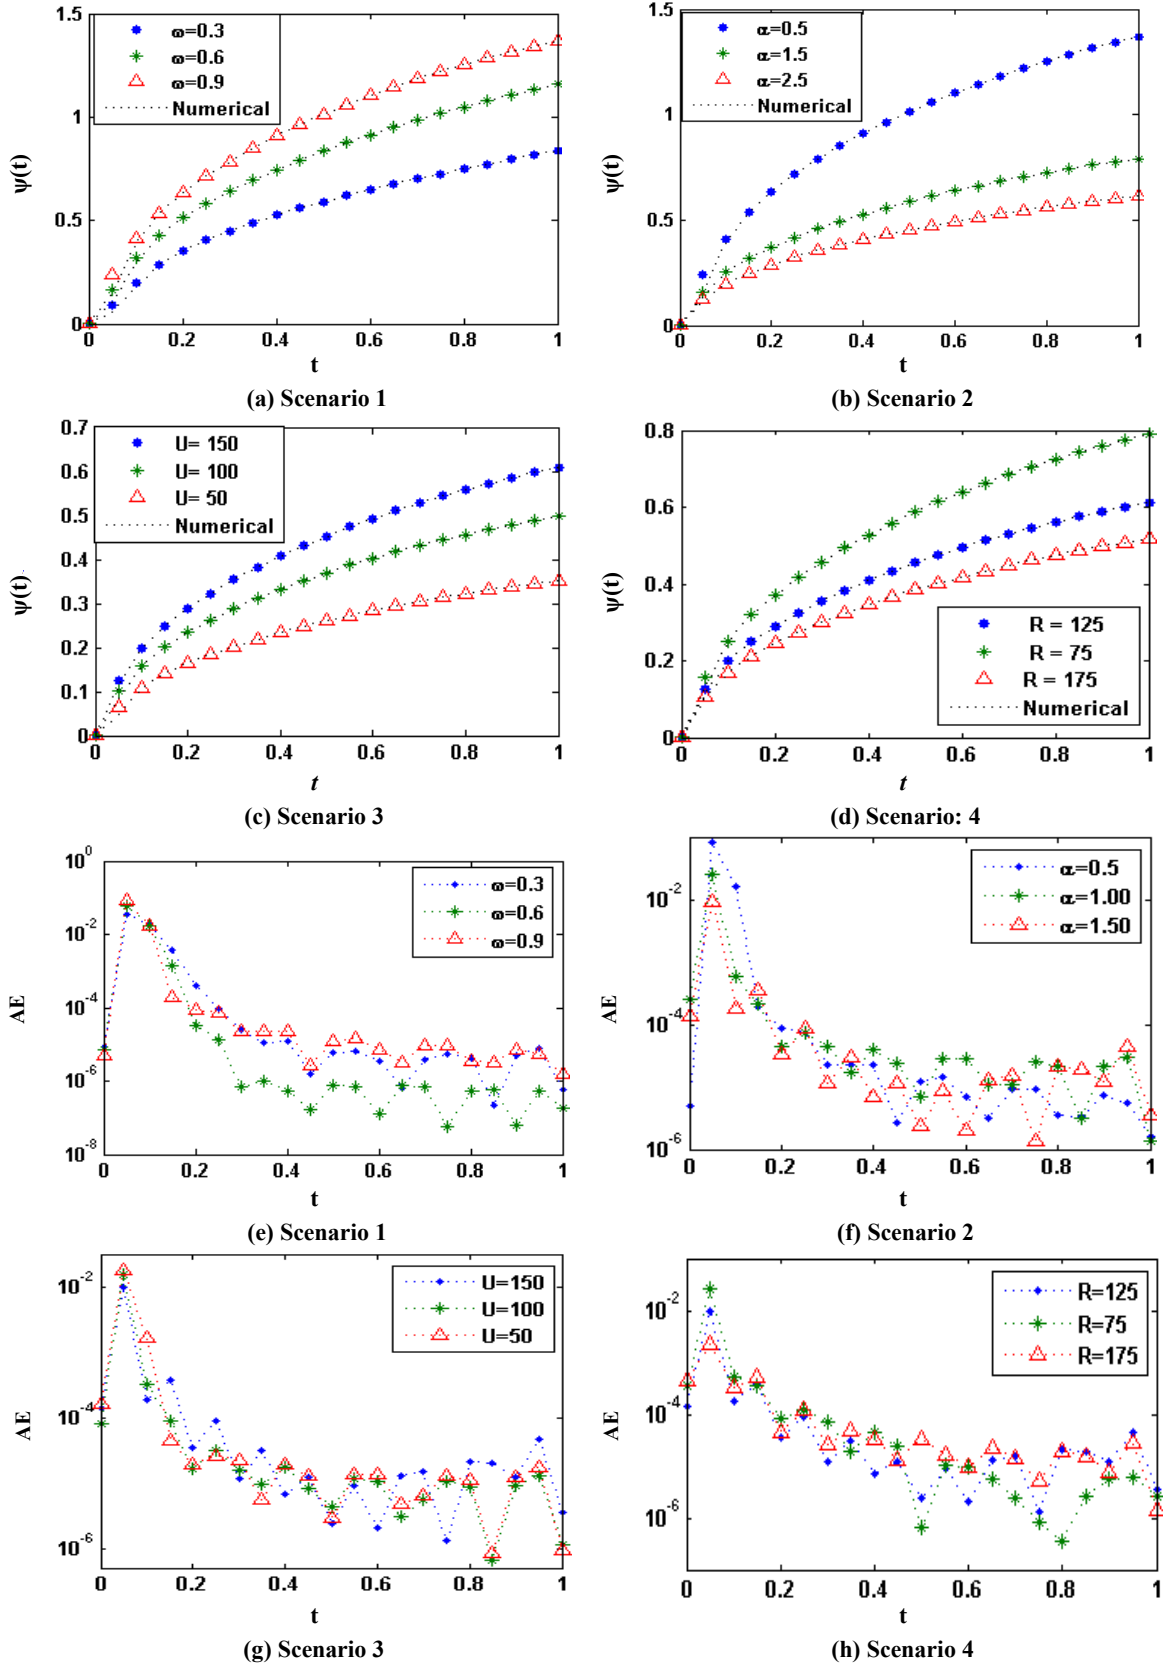 1.5
1
0.5
0
ψ(t)
ω=0.3
ω=0.6
ω=0.9
Numerical
0 0.2 0.4 0.6 0.8 1
t
(a) Scenario 1
1.5
1
0.5
0
ψ(t)
α=0.5
α=1.5
α=2.5
Numerical
0 0.2 0.4 0.6 0.8 1
t
(b) Scenario 2
0.7
0.6
0.5
0.4
0.3
0.2
0.1
0
ψ(t)
U= 150
U= 100
U= 50
Numerical
0 0.2 0.4 0.6 0.8 1
t
(c) Scenario 3
0.8
0.6
0.4
0.2
0
ψ(t)
R = 125
R = 75
R = 175
Numerical
0 0.2 0.4 0.6 0.8 1
t
(d) Scenario: 4
10^0
10^-2
10^-4
10^-6
10^-8
AE
ω=0.3
ω=0.6
ω=0.9
0 0.2 0.4 0.6 0.8 1
t
(e) Scenario 1
10^-2
10^-4
10^-6
AE
α=0.5
α=1.00
α=1.50
0 0.2 0.4 0.6 0.8 1
t
(f) Scenario 2
10^-2
10^-4
10^-6
AE
U=150
U=100
U=50
0 0.2 0.4 0.6 0.8 1
t
(g) Scenario 3
10^-2
10^-4
10^-6
AE
R=125
R=75
R=175
0 0.2 0.4 0.6 0.8 1
t
(h) Scenario 4